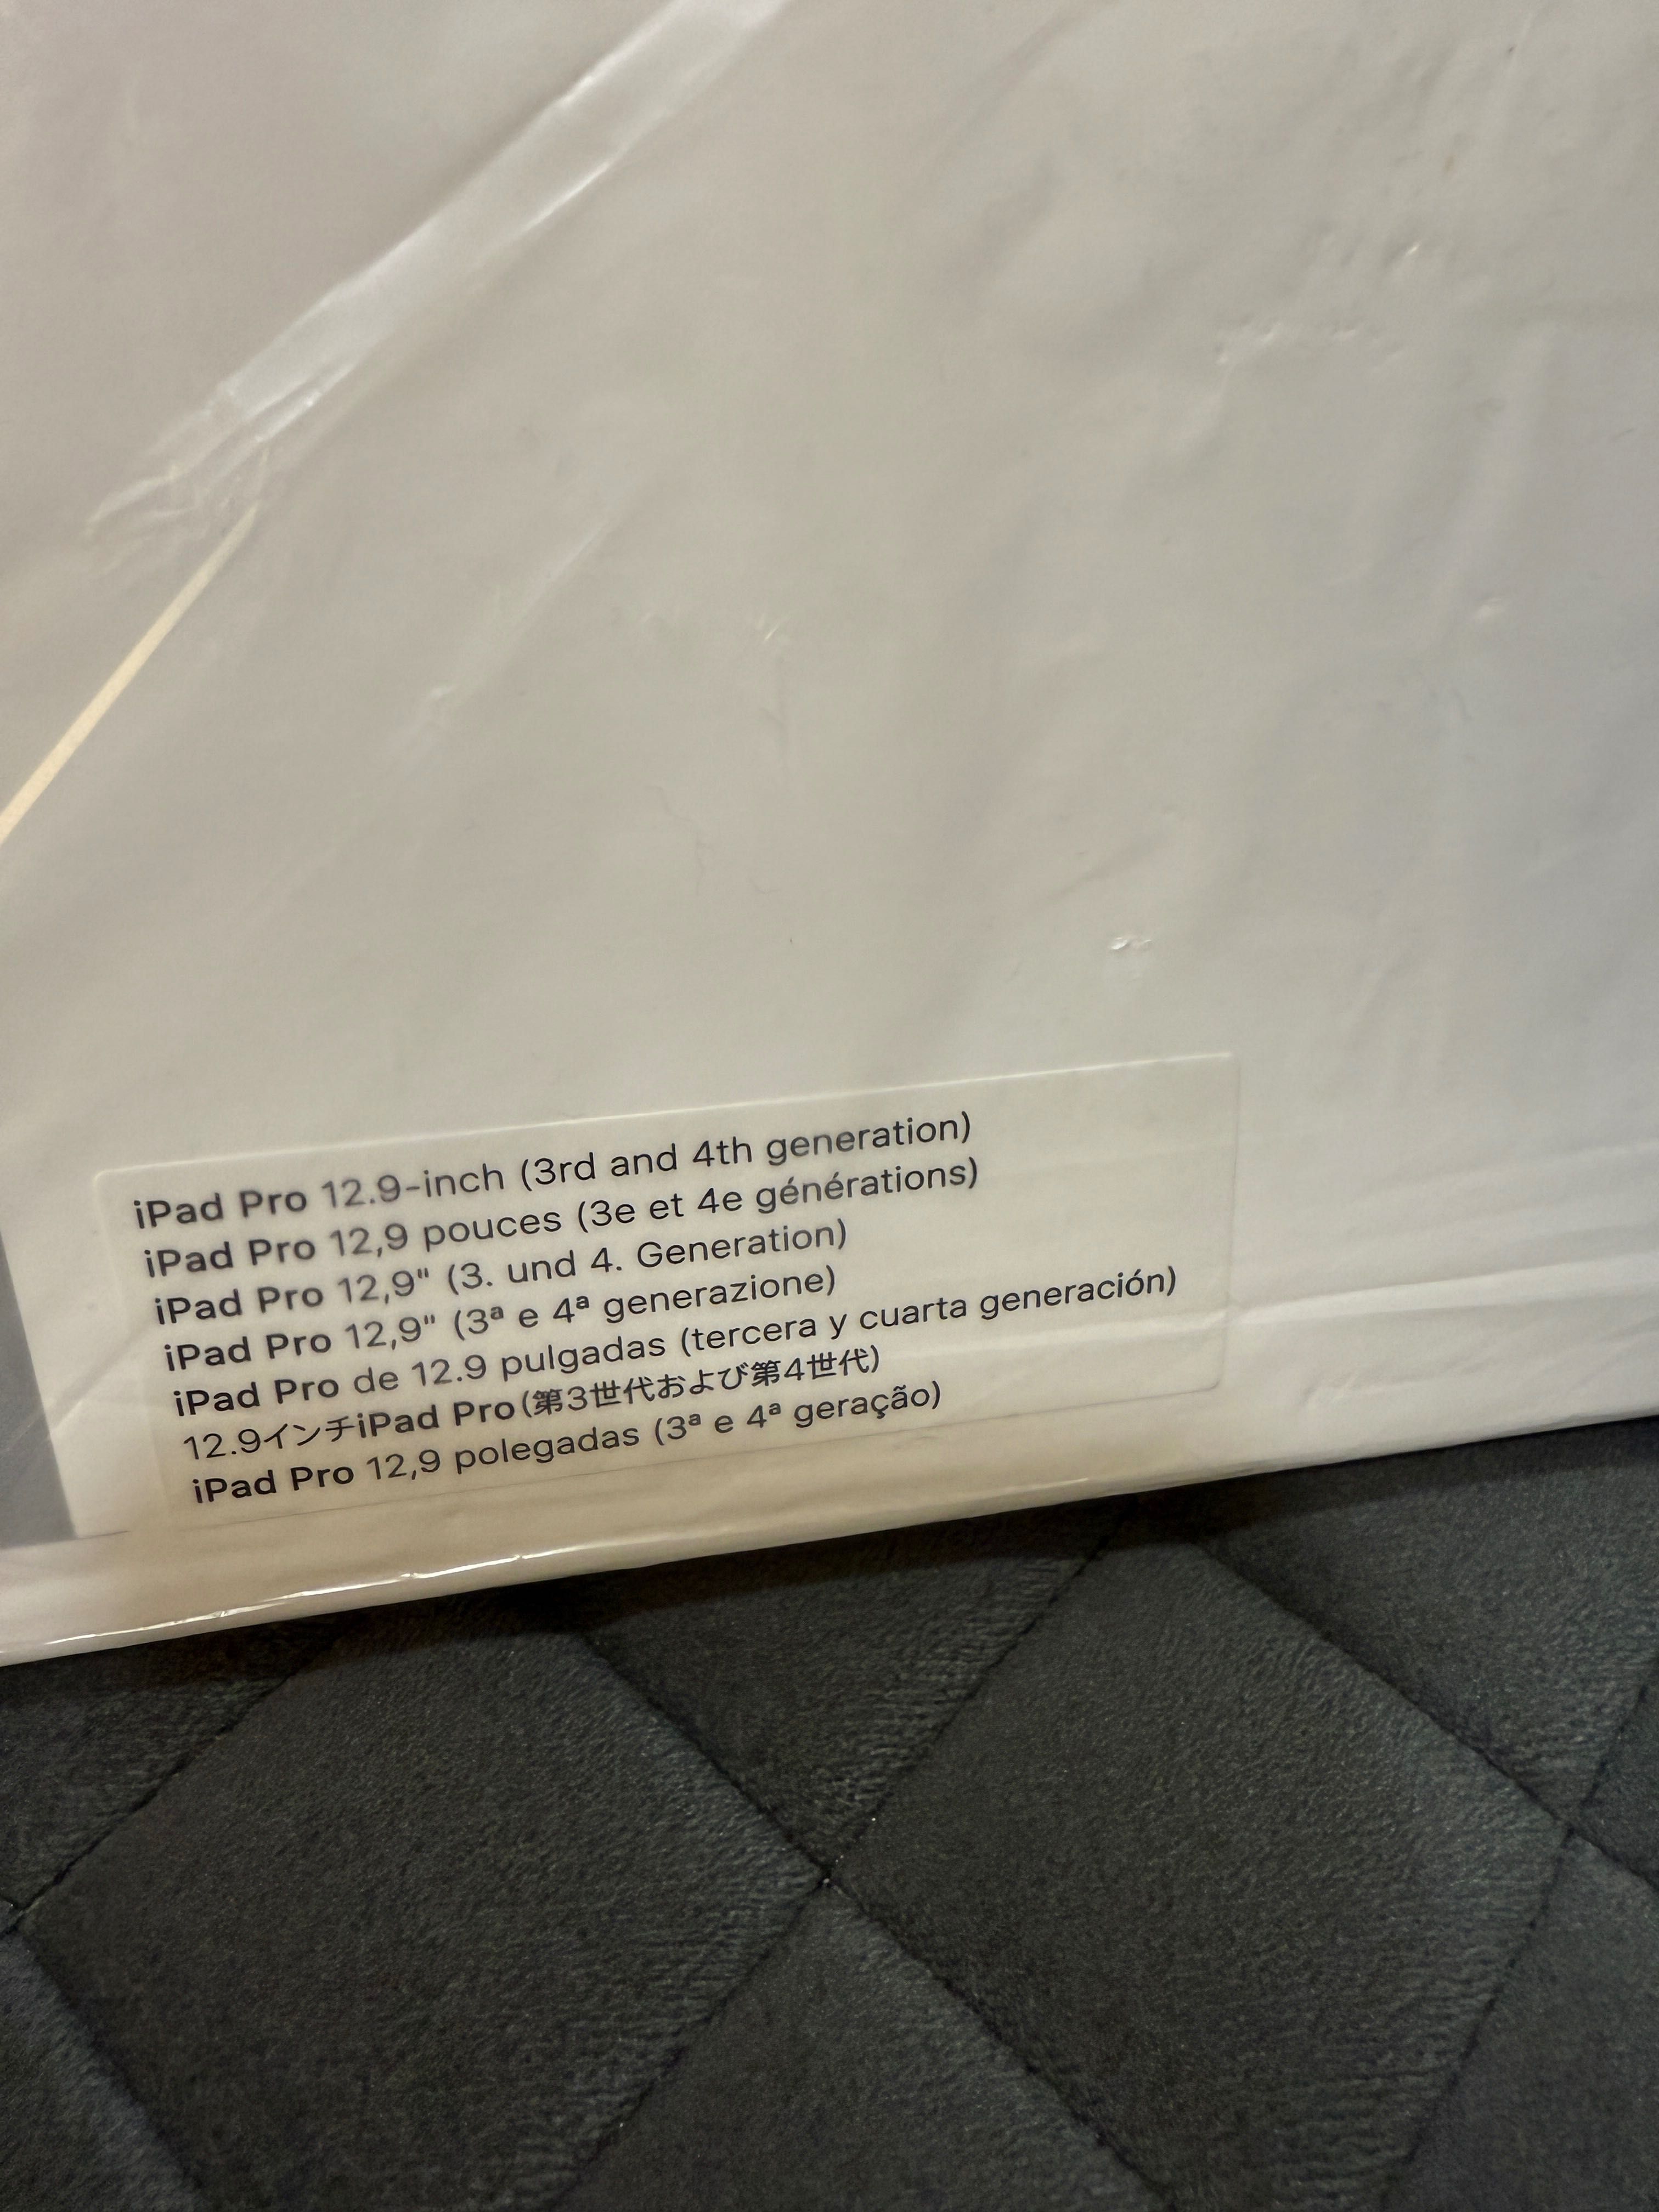 iPad Pro 12.9-inch (3rd and 4th generation)
iPad Pro 12,9 pouces (3e et 4e générations)
iPad Pro 12,9" (3. und 4. Generation)
iPad Pro 12,9" (3ª e 4ª generazione)
iPad Pro de 12.9 pulgadas (tercera y cuarta generación)
12.9インチiPad Pro(第3世代および第4世代)
iPad Pro 12,9 polegadas (3ª e 4ª geração)